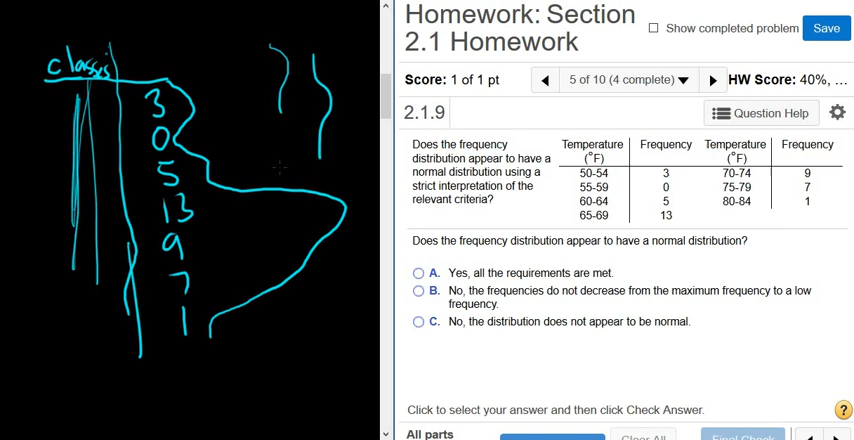 classes
3
0
5
13
9
7
1
Homework: Section 2.1 Homework
Show completed problem
Save
Score: 1 of 1 pt
5 of 10 (4 complete)
HW Score: 40%, ...
2.1.9
Question Help
Does the frequency
distribution appear to have a
normal distribution using a
strict interpretation of the
relevant criteria?
Temperature (°F) Frequency Temperature (°F) Frequency
50-54 3 70-74 9
55-59 0 75-79 7
60-64 5 80-84 1
65-69 13
Does the frequency distribution appear to have a normal distribution?
A. Yes, all the requirements are met.
B. No, the frequencies do not decrease from the maximum frequency to a low
frequency.
C. No, the distribution does not appear to be normal.
Click to select your answer and then click Check Answer.
?
All parts
Clear All
Final Check